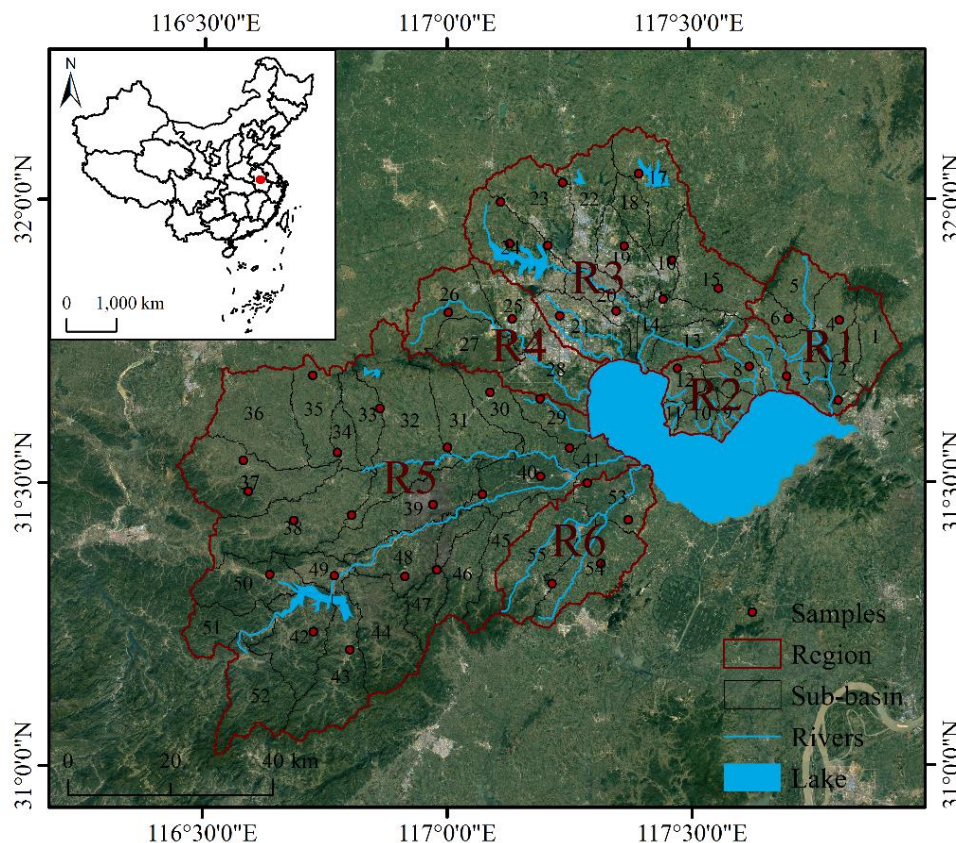 116°30'0"E 117°0'0"E 117°30'0"E
N
0 1,000 km
32°0'0"N 32°0'0"N
31°30'0"N 31°30'0"N
31°0'0"N 31°0'0"N
17
23 22 18
24
R3
19 16
15
5
26 25 20
21 14 13
6 4 1
27 R4
R1
7
28
8 3 2
12 R2
36 35 33 32 31 30 29
11 10 9
34
R5
40 41
37
39
53
38
45 R6
48 55 54
50 49 46
47
51
42 44
43
52
Samples
Region
Sub-basin
Rivers
Lake
0 20 40 km
116°30'0"E 117°0'0"E 117°30'0"E